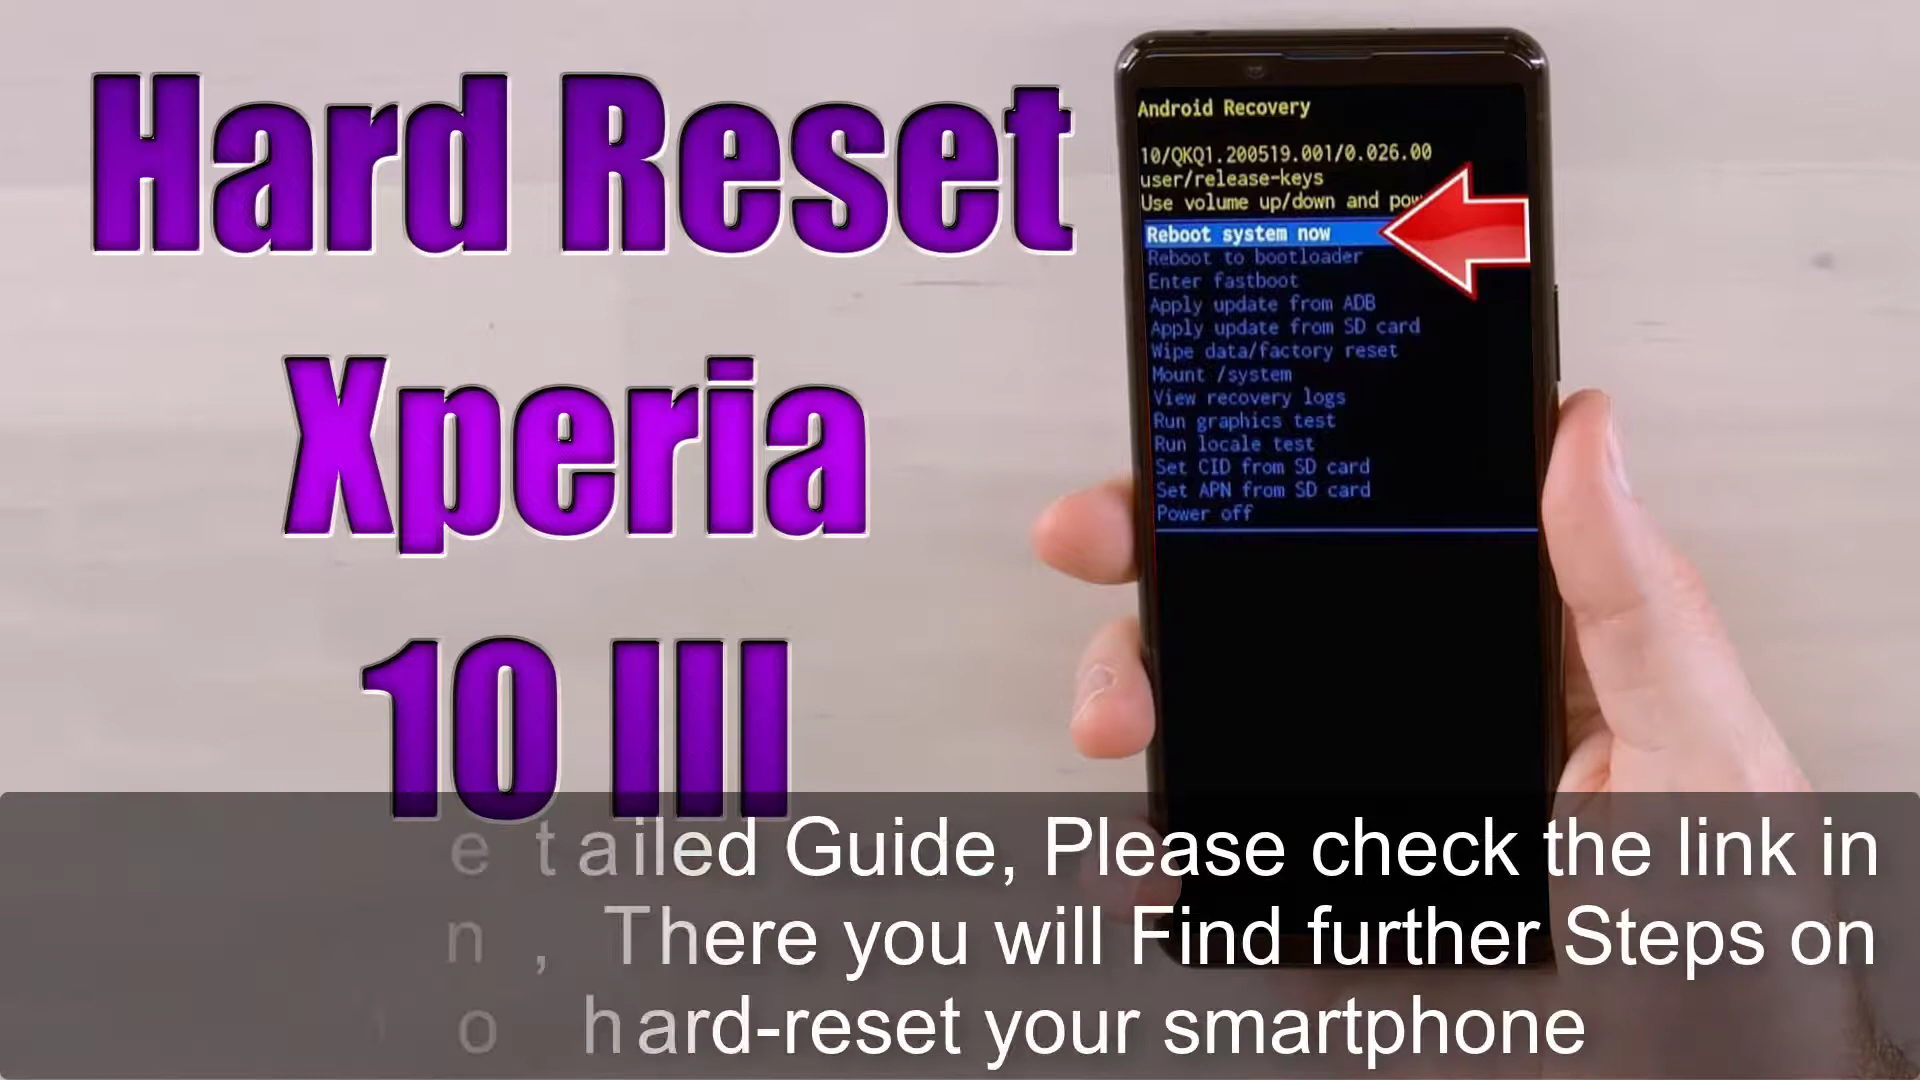 Hard Reset
Xperia
10 III
Android Recovery
10/QKQ1.200519.001/0.026.00
user/release-keys
Use volume up/down and
Reboot system now
Reboot to bootloader
Enter fastboot
Apply update from ADB
Apply update from SD card
Wipe data/factory reset
Mount /system
View recovery logs
Run graphics test
Run locale test
Set CID from SD card
Set APN from SD card
Power off
etailed Guide, Please check the link in
n, There you will Find further Steps on
o hard-reset your smartphone